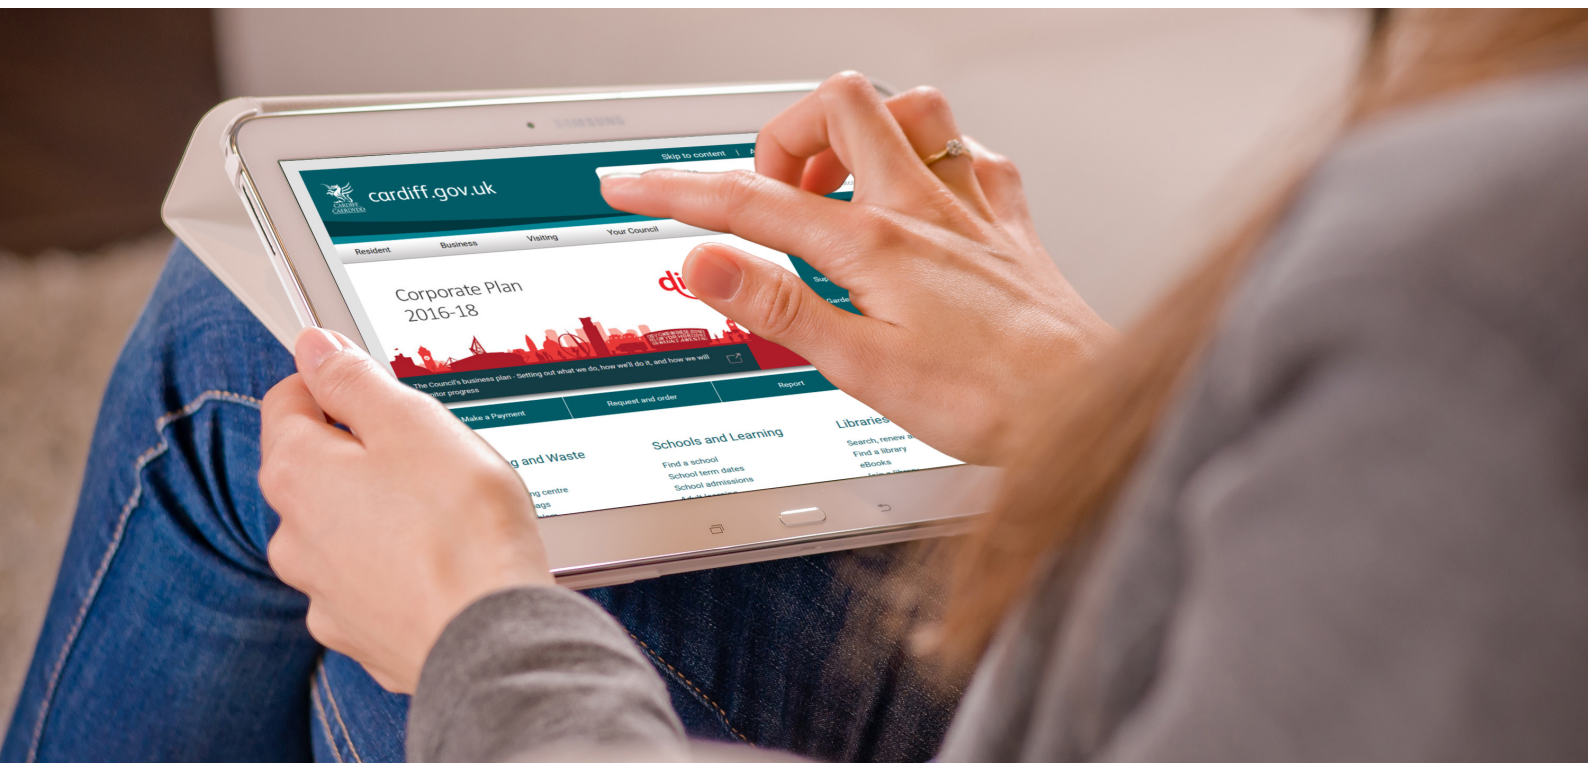 SAMSUNG
Skip to content
cardiff.gov.uk
CARDIFF
CAERDYDD
Resident Business Visiting Your Council
Corporate Plan
2016-18
The Council's business plan - Setting out what we do, how we'll do it, and how we will
progress
Make a Payment Request and order Report
and Waste
centre
Schools and Learning
Find a school
School term dates
School admissions
Adult learning
Libraries
Search, renew
Find a library
eBooks